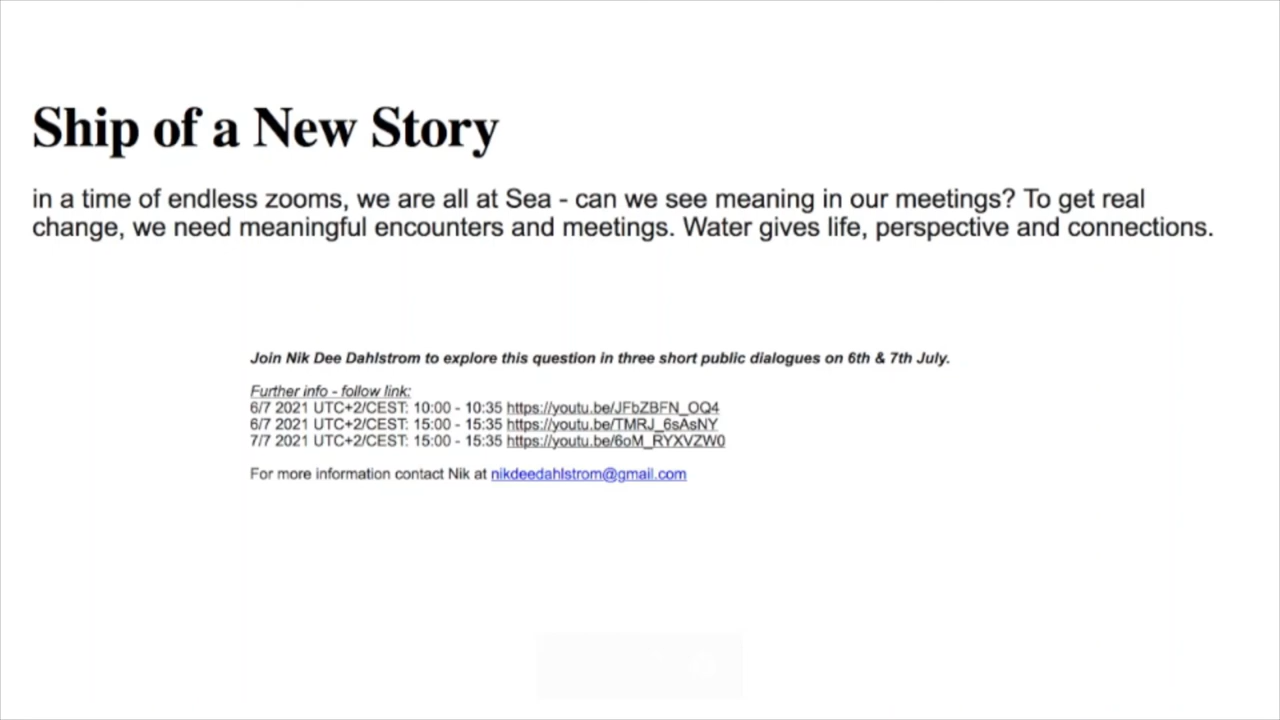 Ship of a New Story
in a time of endless zooms, we are all at Sea - can we see meaning in our meetings? To get real
change, we need meaningful encounters and meetings. Water gives life, perspective and connections.
Join Nik Dee Dahlstrom to explore this question in three short public dialogues on 6th & 7th July.
Further info - follow link:
6/7 2021 UTC+2/CEST: 10:00 - 10:35 https://youtu.be/JFbZBFN_OQ4
6/7 2021 UTC+2/CEST: 15:00 - 15:35 https://youtu.be/TMRJ_6sAsNY
7/7 2021 UTC+2/CEST: 15:00 - 15:35 https://youtu.be/6oM_RYXVZW0
For more information contact Nik at nikdeedahlstrom@gmail.com